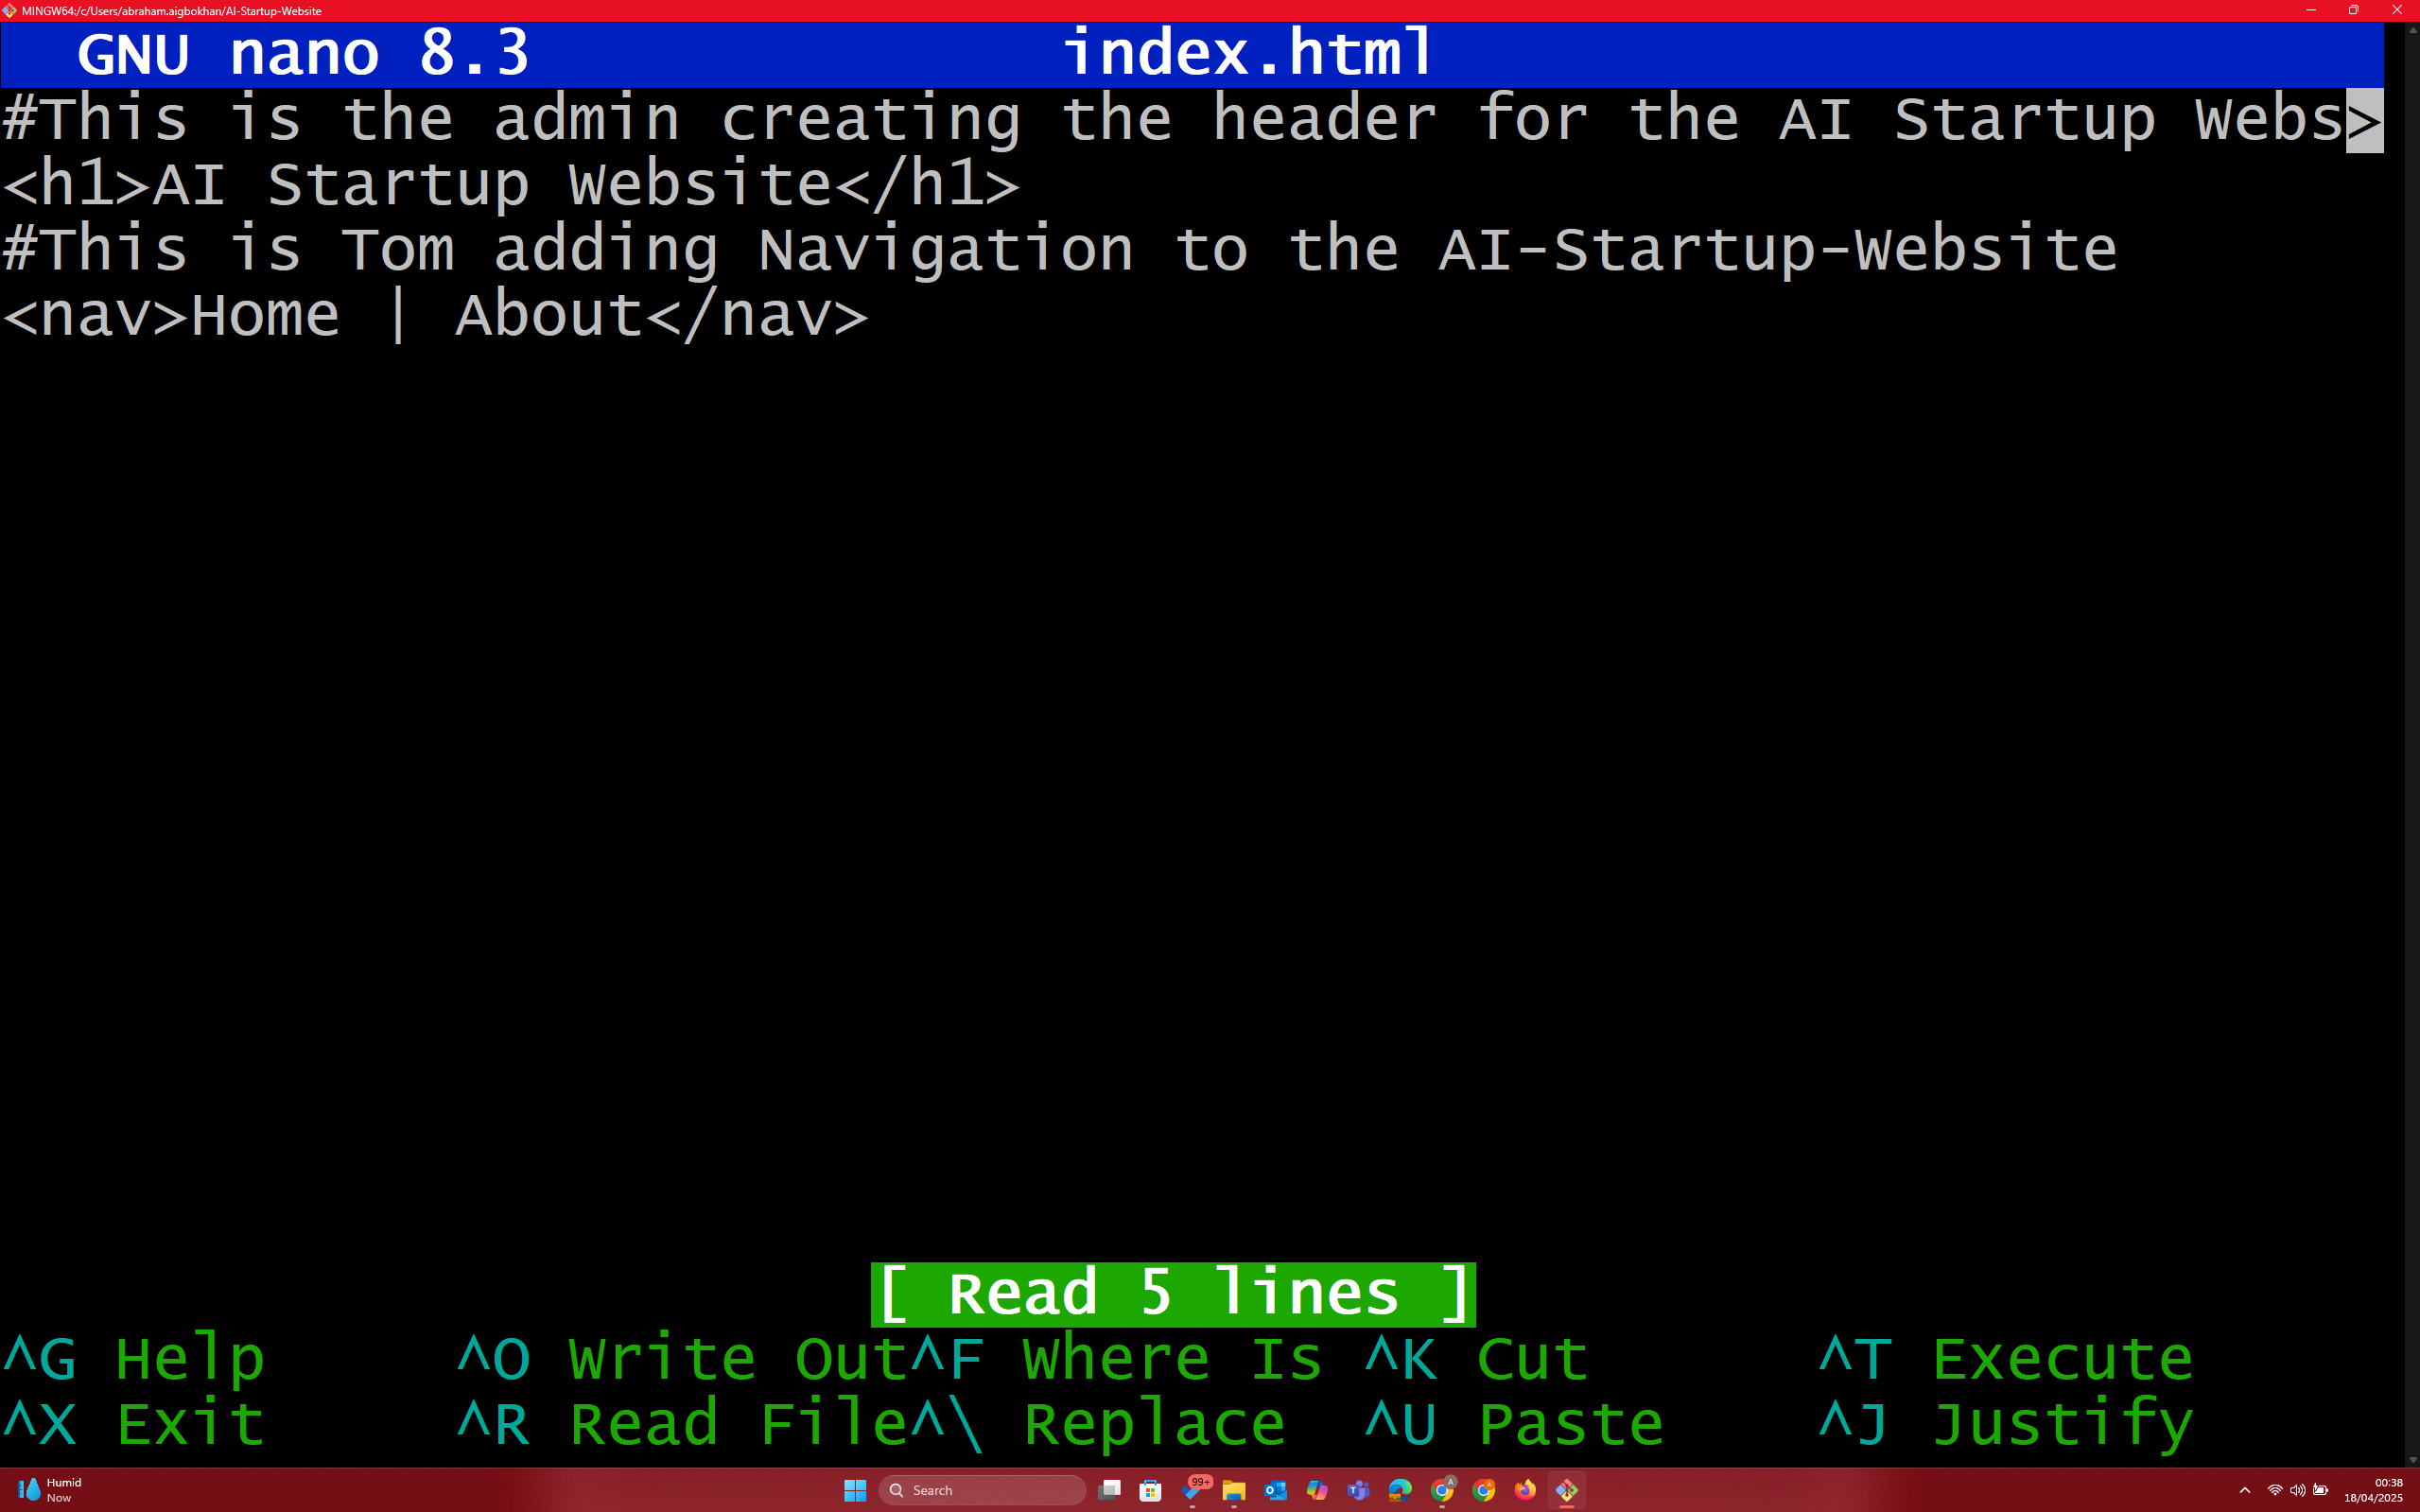 MINGW64:/c/Users/abraham.aigbokhan/AI-Startup-Website
GNU nano 8.3 index.html
#This is the admin creating the header for the AI Startup Webs>
<h1>AI Startup Website</h1>
#This is Tom adding Navigation to the AI-Startup-Website
<nav>Home | About</nav>
[ Read 5 lines ]
^G Help ^O Write Out ^F Where Is ^K Cut ^T Execute
^X Exit ^R Read File ^\ Replace ^U Paste ^J Justify
Humid
Now
Search
99+
00:38
18/04/2025